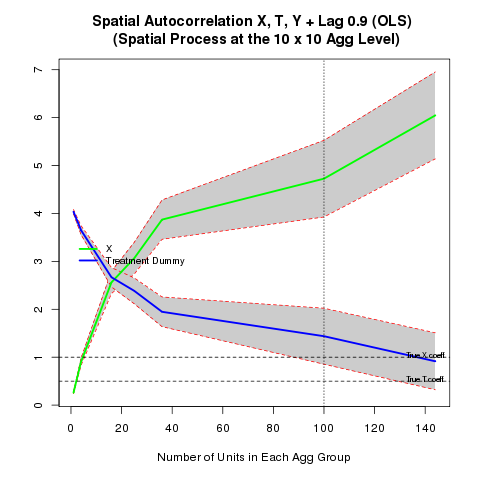 Spatial Autocorrelation X, T, Y + Lag 0.9 (OLS)
(Spatial Process at the 10 x 10 Agg Level)
7
6
5
4
3
2
1
0
X
Treatment Dummy
True X coeff.
True T coeff.
0 20 40 60 80 100 120 140
Number of Units in Each Agg Group